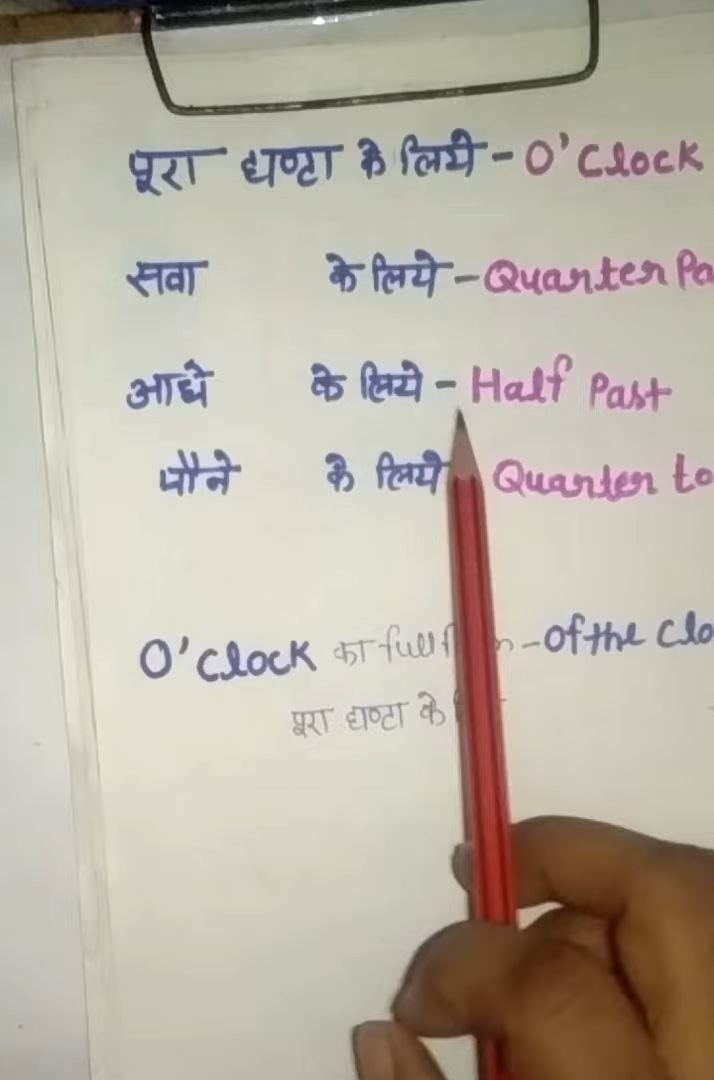 पूरा घण्टा के लिये - O'Clock
सवा के लिये - Quarter Pa
आधे के लिये - Half Past
पौने के लिये Quarter to
O'Clock का full - Of the Clo
पूरा घण्टा के